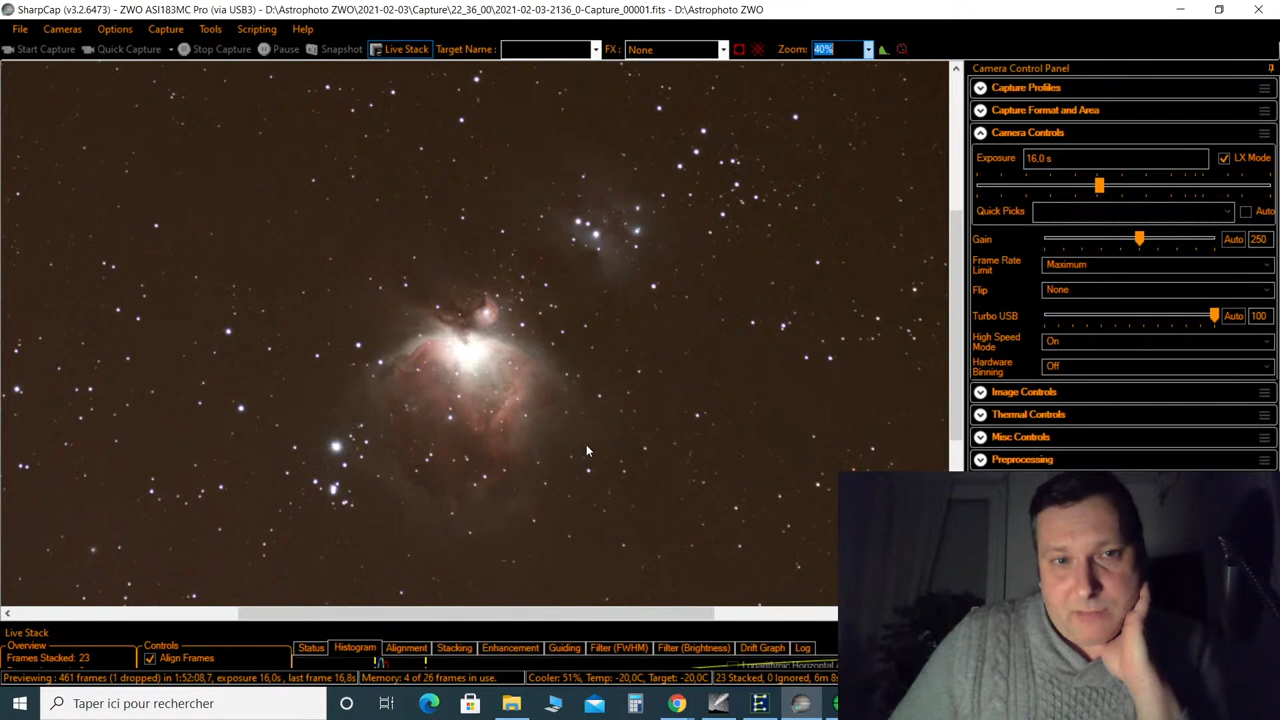 SharpCap (v3.2.6473) - ZWO ASI183MC Pro (via USB3) - D:\Astrophoto ZWO\2021-02-03\Capture\22_36_00\2021-02-03-2136_0-Capture_00001.fits - D:\Astrophoto ZWO
File Cameras Options Capture Tools Scripting Help
Start Capture Quick Capture Stop Capture Pause Snapshot Live Stack Target Name : FX : None Zoom: 40%
Camera Control Panel
Capture Profiles
Capture Format and Area
Camera Controls
Exposure 16,0 s LX Mode
Quick Picks Auto
Gain Auto 250
Frame Rate Limit Maximum
Flip None
Turbo USB Auto 100
High Speed Mode On
Hardware Binning Off
Image Controls
Thermal Controls
Misc Controls
Preprocessing
Live Stack
Overview Controls Status Histogram Alignment Stacking Enhancement Guiding Filter (FWHM) Filter (Brightness) Drift Graph Log
Frames Stacked: 23 Align Frames
Previewing : 461 frames (1 dropped) in 1:52:08,7, exposure 16,0s, last frame 16,8s Memory: 4 of 26 frames in use. Cooler: 51%, Temp: -20,0C, Target: -20,0C 23 Stacked, 0 Ignored, 6m 8s
Taper ici pour rechercher